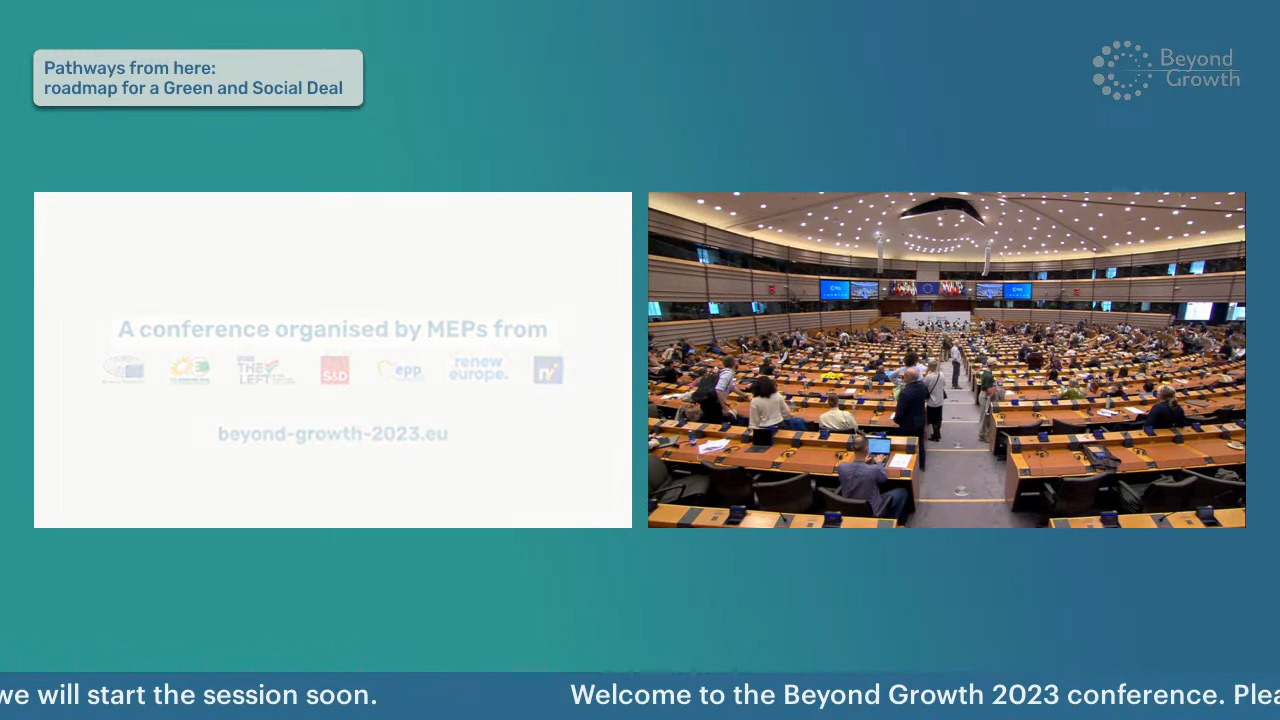 Pathways from here:
roadmap for a Green and Social Deal
Beyond
Growth
A conference organised by MEPs from
THE
LEFT
S&D
epp
renew
europe.
beyond-growth-2023.eu
we will start the session soon.
Welcome to the Beyond Growth 2023 conference. Plea